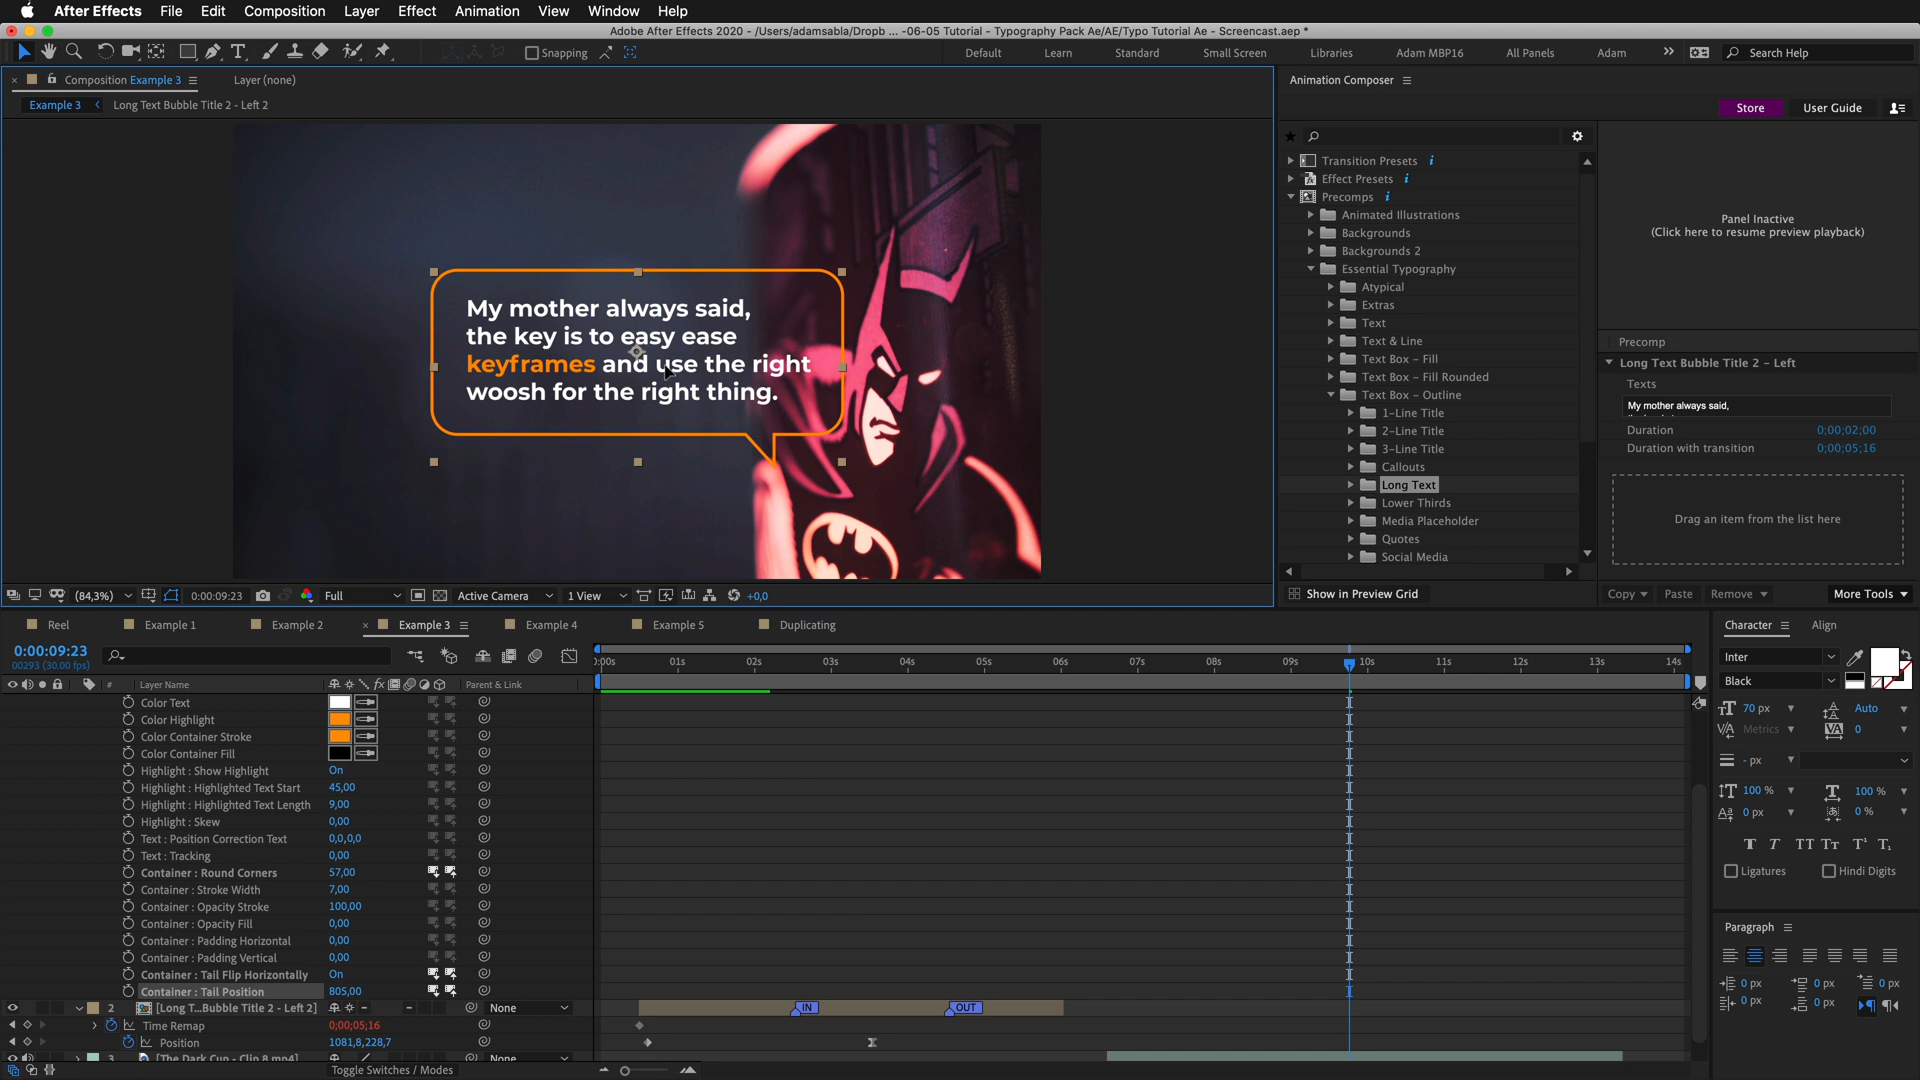 After Effects File Edit Composition Layer Effect Animation View Window Help
Adobe After Effects 2020 - /Users/adamsabla/Dropb ... -06-05 Tutorial - Typography Pack Ae/AE/Typo Tutorial Ae - Screencast.aep *
Snapping Default Learn Standard Small Screen Libraries Adam MBP16 All Panels Adam Search Help
Composition Example 3 Layer (none)
Example 3 Long Text Bubble Title 2 - Left 2
My mother always said,
the key is to easy ease
keyframes and use the right
woosh for the right thing.
(84,3%) 0:00:09:23 Full Active Camera 1 View +0,0
Animation Composer
Store User Guide
Transition Presets
Effect Presets
Precomps
Animated Illustrations
Backgrounds
Backgrounds 2
Essential Typography
Atypical
Extras
Text
Text & Line
Text Box – Fill
Text Box – Fill Rounded
Text Box – Outline
1-Line Title
2-Line Title
3-Line Title
Callouts
Long Text
Lower Thirds
Media Placeholder
Quotes
Social Media
Show in Preview Grid
Panel Inactive
(Click here to resume preview playback)
Precomp
Long Text Bubble Title 2 – Left
Texts
My mother always said,
Duration 0;00;02;00
Duration with transition 0;00;05;16
Drag an item from the list here
Copy Paste Remove More Tools
Reel Example 1 Example 2 Example 3 Example 4 Example 5 Duplicating
0:00:09:23
00293 (30.00 fps)
# Layer Name Parent & Link
0:00s 01s 02s 03s 04s 05s 06s 07s 08s 09s 10s 11s 12s 13s 14s
Color Text
Color Highlight
Color Container Stroke
Color Container Fill
Highlight : Show Highlight On
Highlight : Highlighted Text Start 45,00
Highlight : Highlighted Text Length 9,00
Highlight : Skew 0,00
Text : Position Correction Text 0,0,0,0
Text : Tracking 0,00
Container : Round Corners 57,00
Container : Stroke Width 7,00
Container : Opacity Stroke 100,00
Container : Opacity Fill 0,00
Container : Padding Horizontal 0,00
Container : Padding Vertical 0,00
Container : Tail Flip Horizontally On
Container : Tail Position 805,00
2 [Long T...Bubble Title 2 - Left 2] None IN OUT
Time Remap 0;00;05;16
Position 1081,8,228,7
3 [The Dark Cup - Clip 8.mp4] None
Toggle Switches / Modes
Character Align
Inter
Black
70 px Auto
Metrics 0
- px
100 % 100 %
0 px 0 %
T T TT Tt T¹ T₁
Ligatures Hindi Digits
Paragraph
0 px 0 px 0 px
0 px 0 px